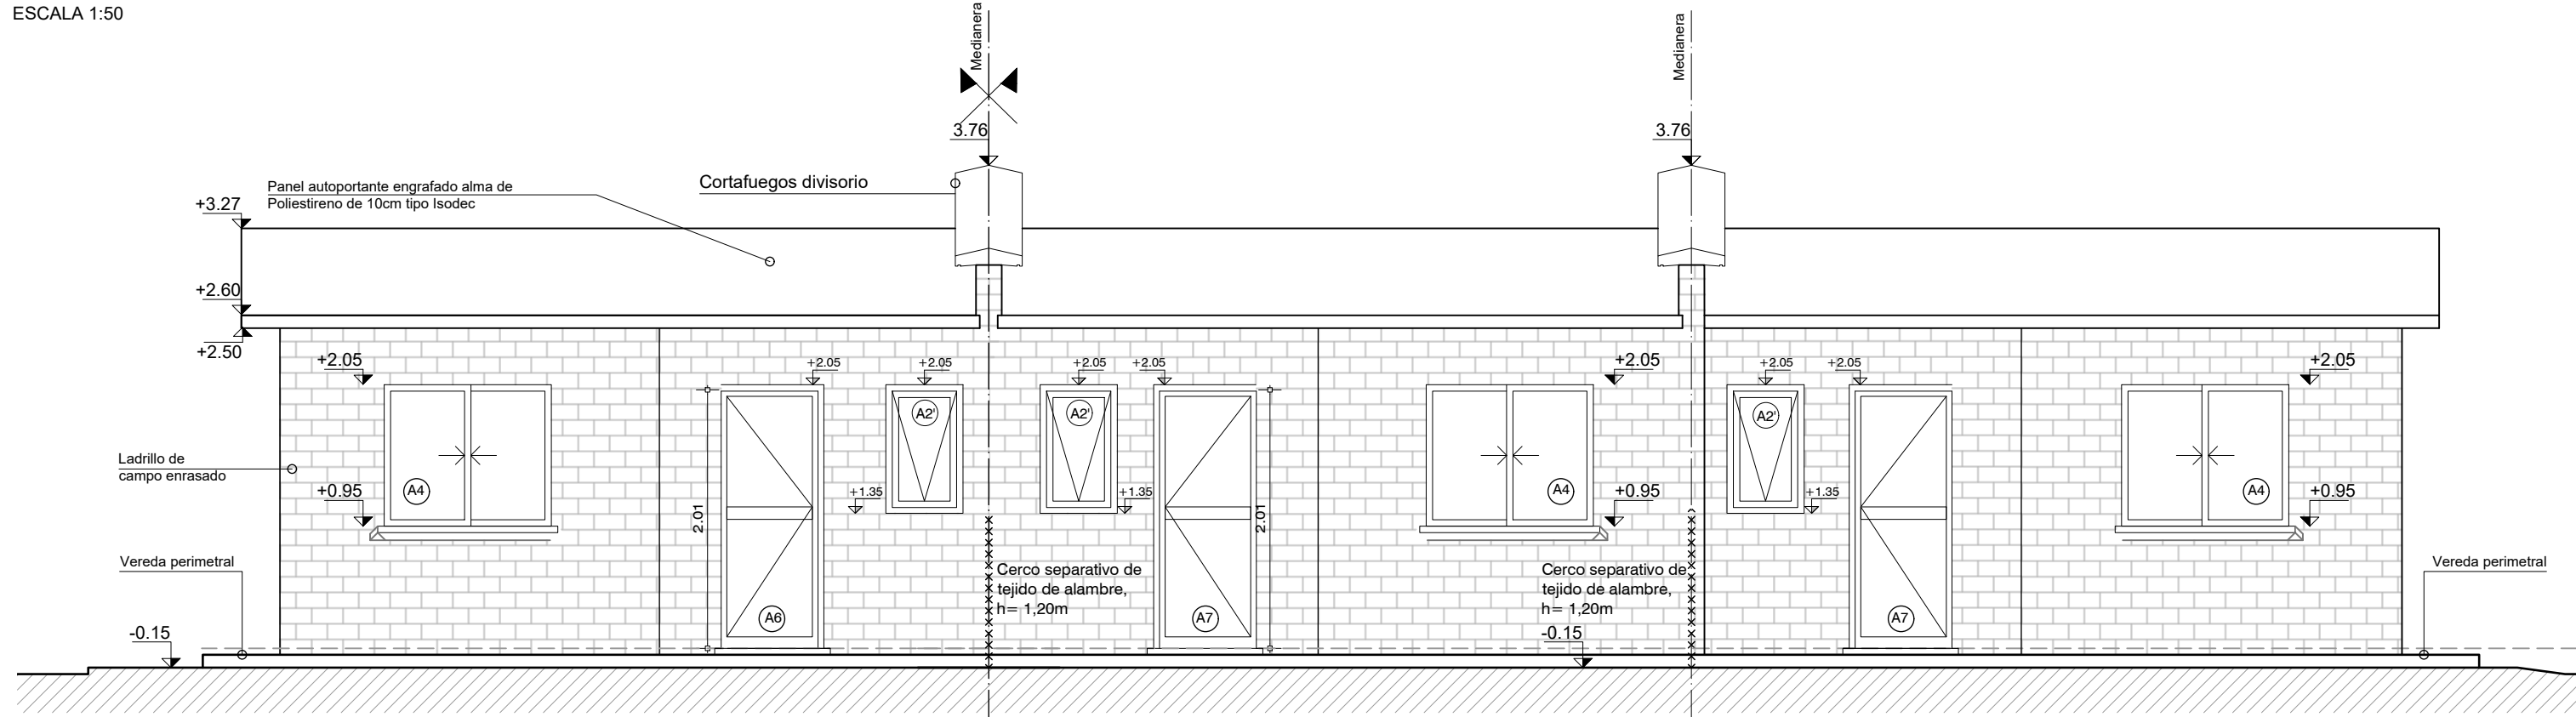 ESCALA 1:50
Medianera
Medianera
3.76
3.76
Cortafuegos divisorio
Panel autoportante engrafado alma de
Poliestireno de 10cm tipo Isodec
+3.27
+2.60
+2.50
+2.05
+2.05
+2.05
+2.05
+2.05
+2.05
+2.05
+2.05
+2.05
A2'
A2'
A2'
Ladrillo de
campo enrasado
+0.95
A4
+1.35
+1.35
A4
+0.95
+1.35
A4
+0.95
2.01
2.01
Vereda perimetral
Cerco separativo de
tejido de alambre,
h= 1,20m
Cerco separativo de
tejido de alambre,
h= 1,20m
Vereda perimetral
A6
A7
A7
-0.15
-0.15